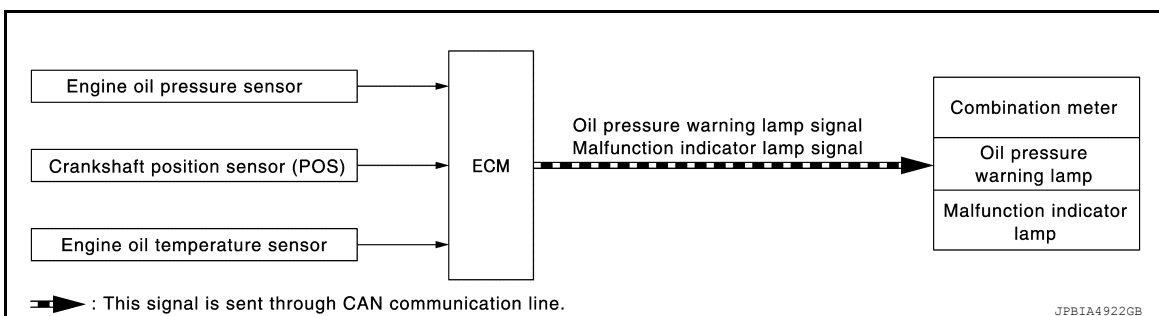 Engine oil pressure sensor
Crankshaft position sensor (POS)
Engine oil temperature sensor
ECM
Oil pressure warning lamp signal
Malfunction indicator lamp signal
Combination meter
Oil pressure
warning lamp
Malfunction indicator
lamp
: This signal is sent through CAN communication line.
JPBIA4922GB